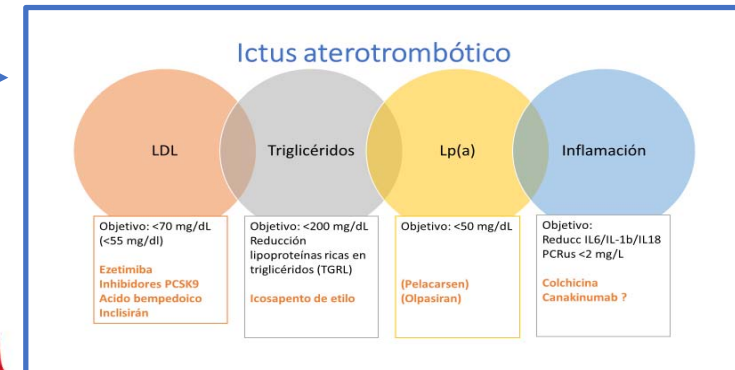 Ictus aterotrombótico
LDL
Triglicéridos
Lp(a)
Inflamación
Objetivo: <70 mg/dL
(<55 mg/dl)
Ezetimiba
Inhibidores PCSK9
Acido bempedoico
Inclisirán
Objetivo: <200 mg/dL
Reducción
lipoproteínas ricas en
triglicéridos (TGRL)
Icosapento de etilo
Objetivo: <50 mg/dL
(Pelacarsen)
(Olpasiran)
Objetivo:
Reducc IL6/IL-1b/IL18
PCRus <2 mg/L
Colchicina
Canakinumab ?